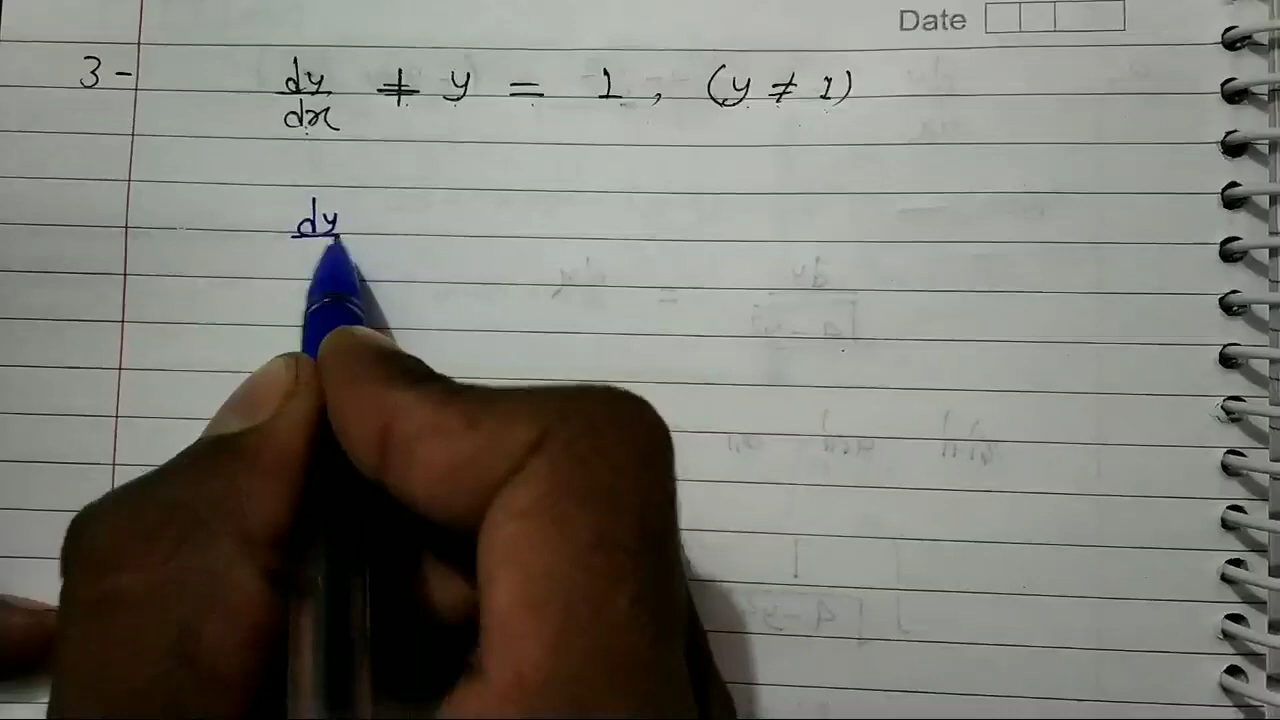 Date
3- dy/dx + y = 1, (y ≠ 1)
dy